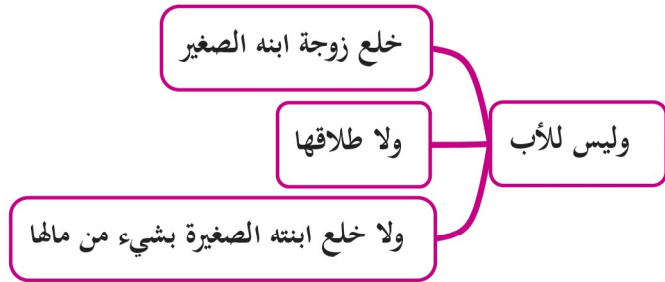 وليس للأب
خلع زوجة ابنه الصغير
ولا طلاقها
ولا خلع ابنته الصغيرة بشيء من مالها